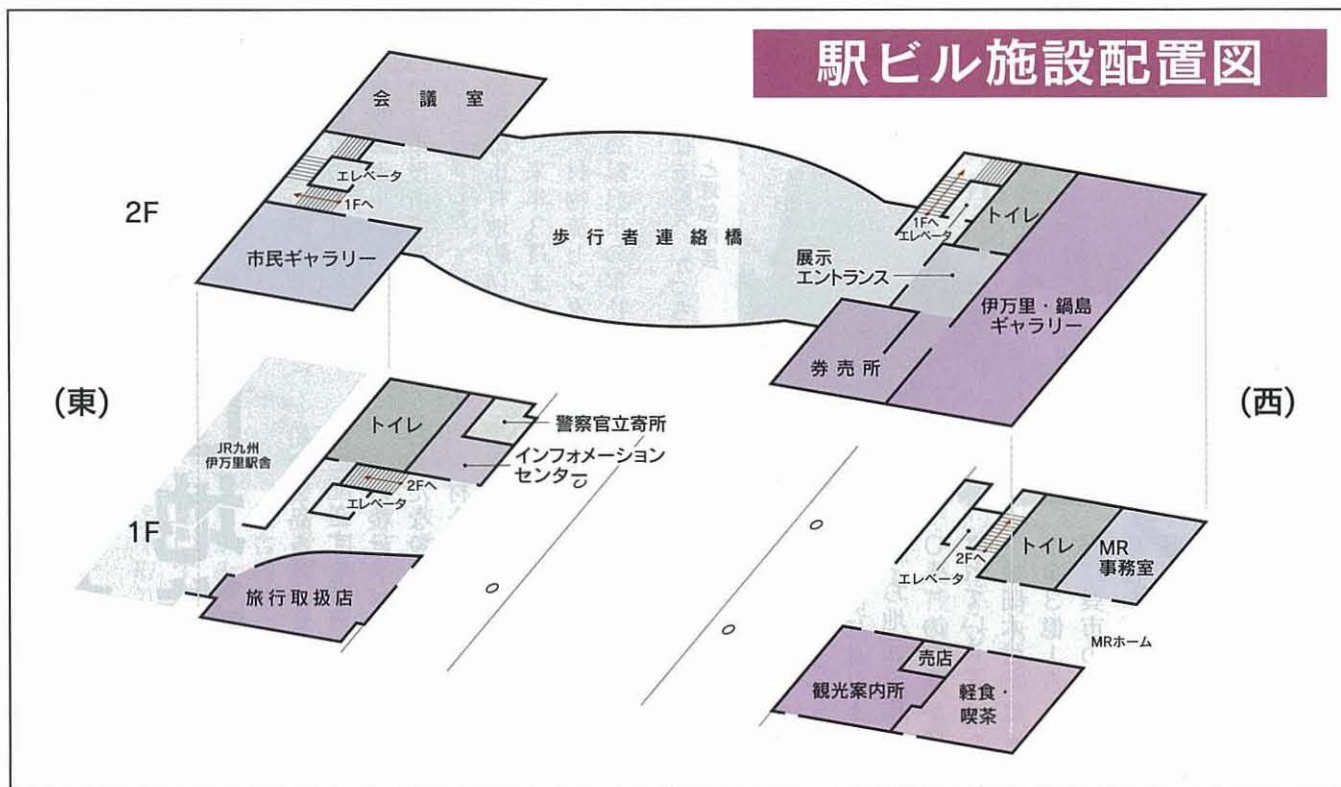 駅ビル施設配置図
会議室
エレベータ
1Fへ
2F
市民ギャラリー
歩行者連絡橋
1Fへ
エレベータ
トイレ
展示
エントランス
伊万里・鍋島
ギャラリー
券売所
(東)
(西)
JR九州
伊万里駅舎
トイレ
警察官立寄所
インフォメーション
センター
2Fへ
エレベータ
1F
旅行取扱店
2Fへ
エレベータ
トイレ
MR
事務室
MRホーム
売店
観光案内所
軽食・
喫茶